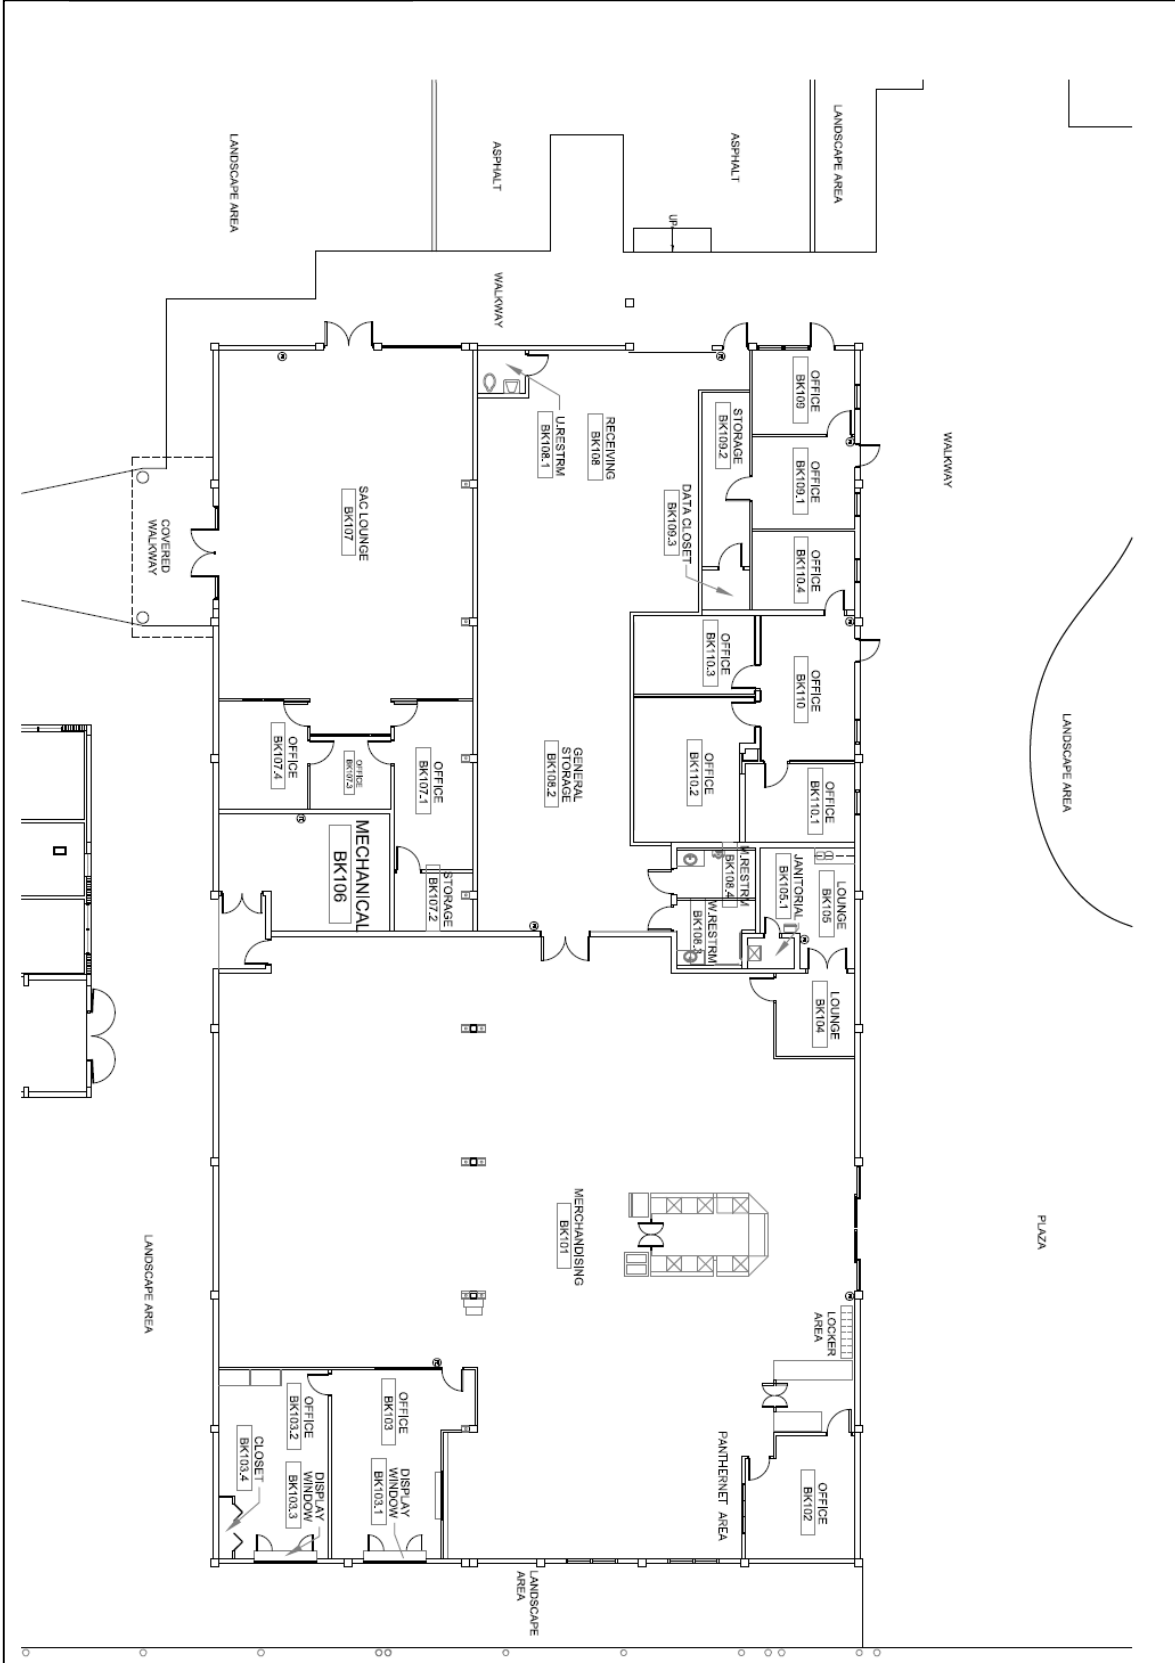 LANDSCAPE AREA
ASPHALT
ASPHALT
LANDSCAPE AREA
UP
WALKWAY
WALKWAY
OFFICE
BK109
STORAGE
BK109.2
RECEIVING
BK108
U.RESTRM
BK108.1
OFFICE
BK109.1
DATA CLOSET
BK109.3
SAC LOUNGE
BK107
COVERED
WALKWAY
OFFICE
BK110.4
OFFICE
BK110.3
OFFICE
BK110
LANDSCAPE AREA
OFFICE
BK110.2
OFFICE
BK110.1
GENERAL
STORAGE
BK108.2
OFFICE
BK107.4
OFFICE
BK107.3
OFFICE
BK107.1
MECHANICAL
BK106
STORAGE
BK107.2
M.RESTRM
BK108.4
W.RESTRM
BK108.3
JANITORIAL
BK105.1
LOUNGE
BK105
LOUNGE
BK104
MERCHANDISING
BK101
PLAZA
LANDSCAPE AREA
LOCKER
AREA
OFFICE
BK103.2
OFFICE
BK103
CLOSET
BK103.4
DISPLAY
WINDOW
BK103.3
DISPLAY
WINDOW
BK103.1
PANTHERNET AREA
OFFICE
BK102
LANDSCAPE
AREA